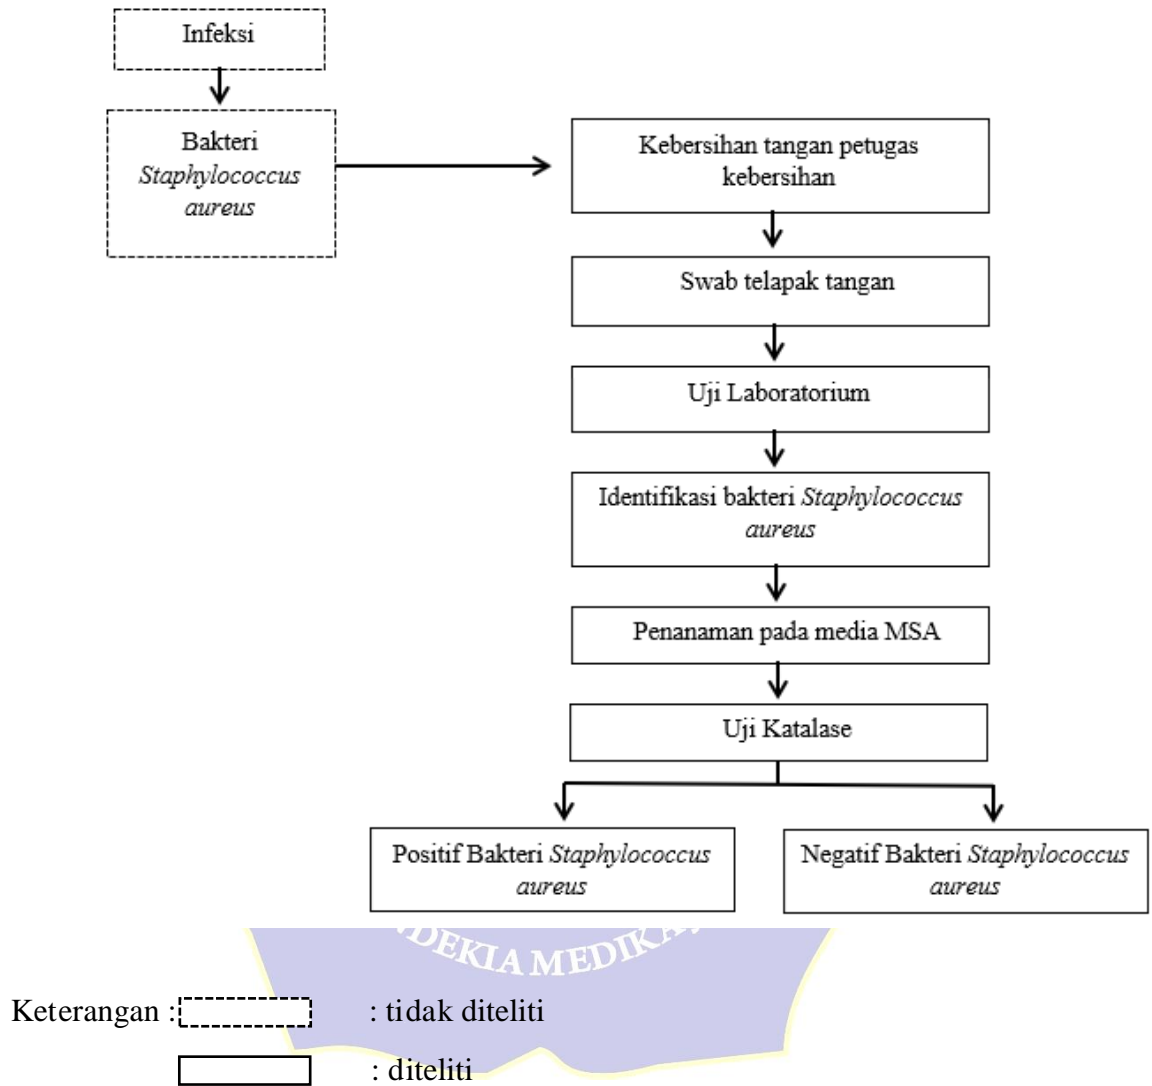 Infeksi
Bakteri
Staphylococcus
aureus
Kebersihan tangan petugas
kebersihan
Swab telapak tangan
Uji Laboratorium
Identifikasi bakteri Staphylococcus
aureus
Penanaman pada media MSA
Uji Katalase
Positif Bakteri Staphylococcus
aureus
Negatif Bakteri Staphylococcus
aureus
MEDIKA
Keterangan : : tidak diteliti
: diteliti